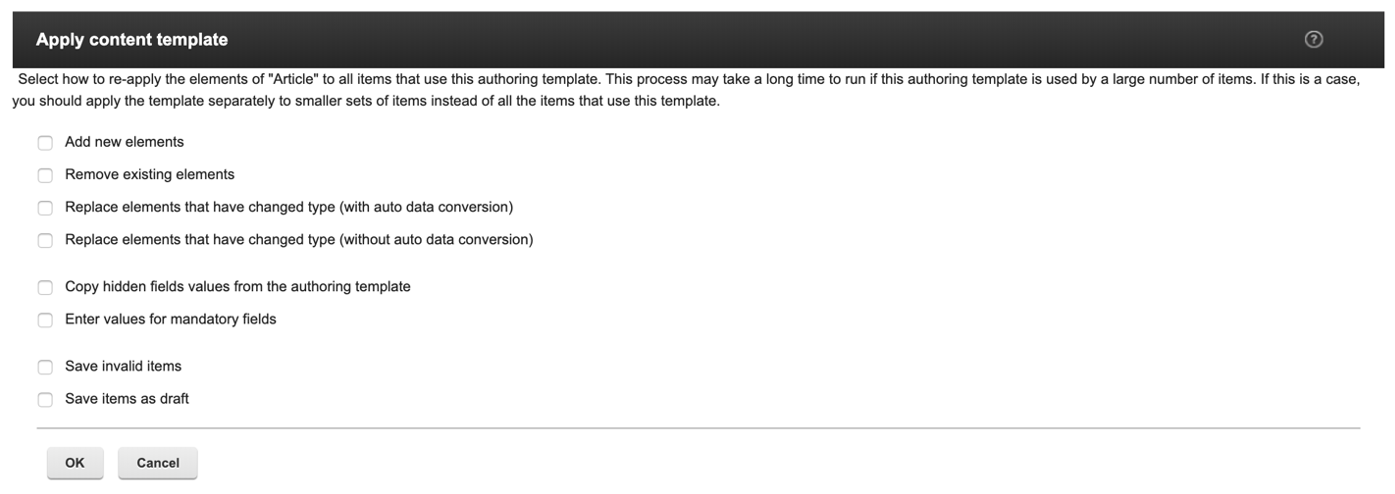 Apply content template
?
Select how to re-apply the elements of "Article" to all items that use this authoring template. This process may take a long time to run if this authoring template is used by a large number of items. If this is a case,
you should apply the template separately to smaller sets of items instead of all the items that use this template.
Add new elements
Remove existing elements
Replace elements that have changed type (with auto data conversion)
Replace elements that have changed type (without auto data conversion)
Copy hidden fields values from the authoring template
Enter values for mandatory fields
Save invalid items
Save items as draft
OK Cancel